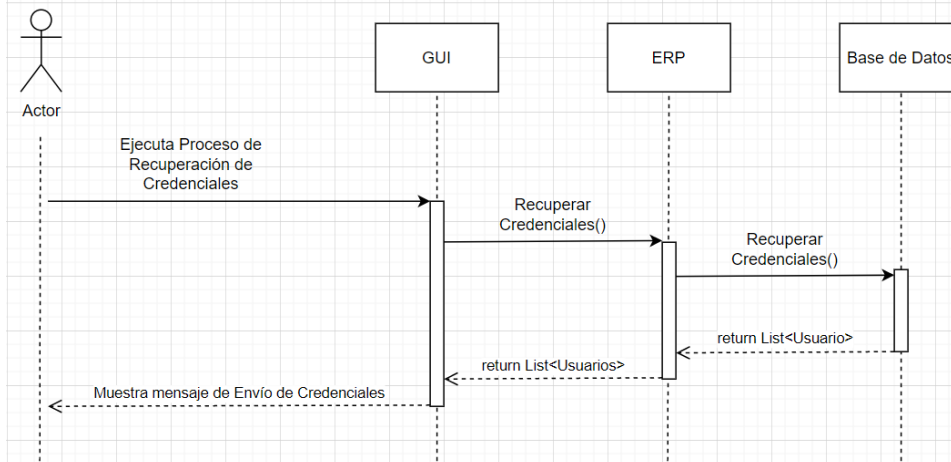 GUI
ERP
Base de Datos
Actor
Ejecuta Proceso de
Recuperación de
Credenciales
Recuperar
Credenciales()
Recuperar
Credenciales()
return List<Usuario>
return List<Usuarios>
Muestra mensaje de Envío de Credenciales